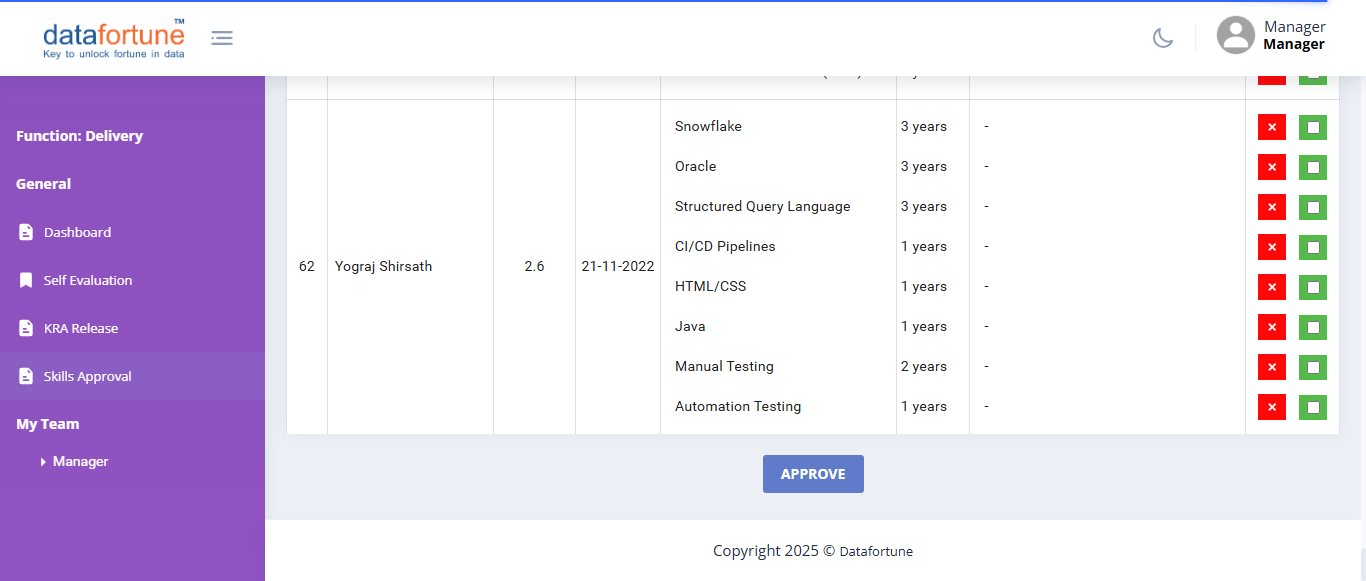 datafortune™
Key to unlock fortune in data
Manager
Manager
Function: Delivery
General
Dashboard
Self Evaluation
KRA Release
Skills Approval
My Team
Manager
62 Yograj Shirsath 2.6 21-11-2022
Snowflake 3 years -
Oracle 3 years -
Structured Query Language 3 years -
CI/CD Pipelines 1 years -
HTML/CSS 1 years -
Java 1 years -
Manual Testing 2 years -
Automation Testing 1 years -
APPROVE
Copyright 2025 © Datafortune